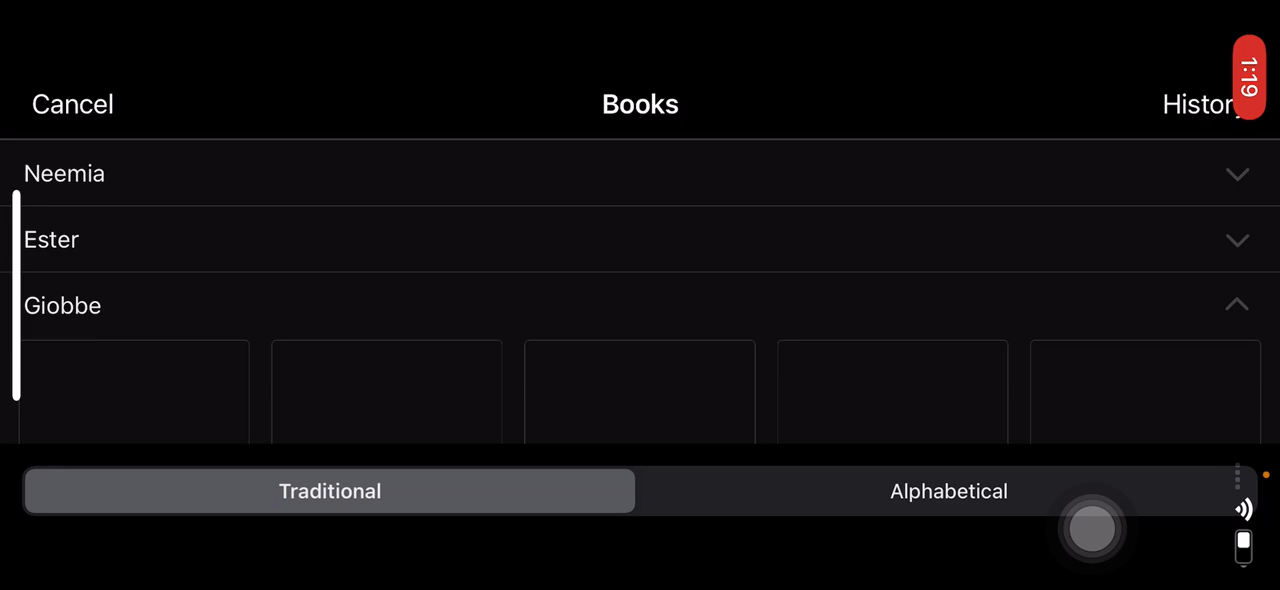 Cancel
Books
History
1:19
Neemia
Ester
Giobbe
Traditional
Alphabetical